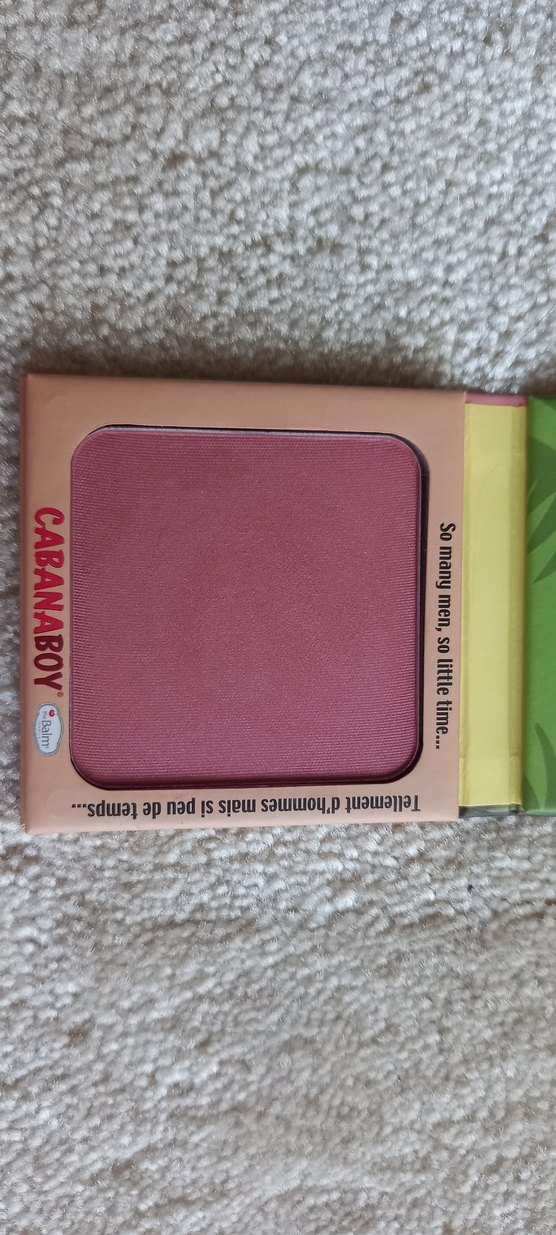 So many men, so little time...
Tellement d'hommes mais si peu de temps...
CABANABOY®
theBalm®